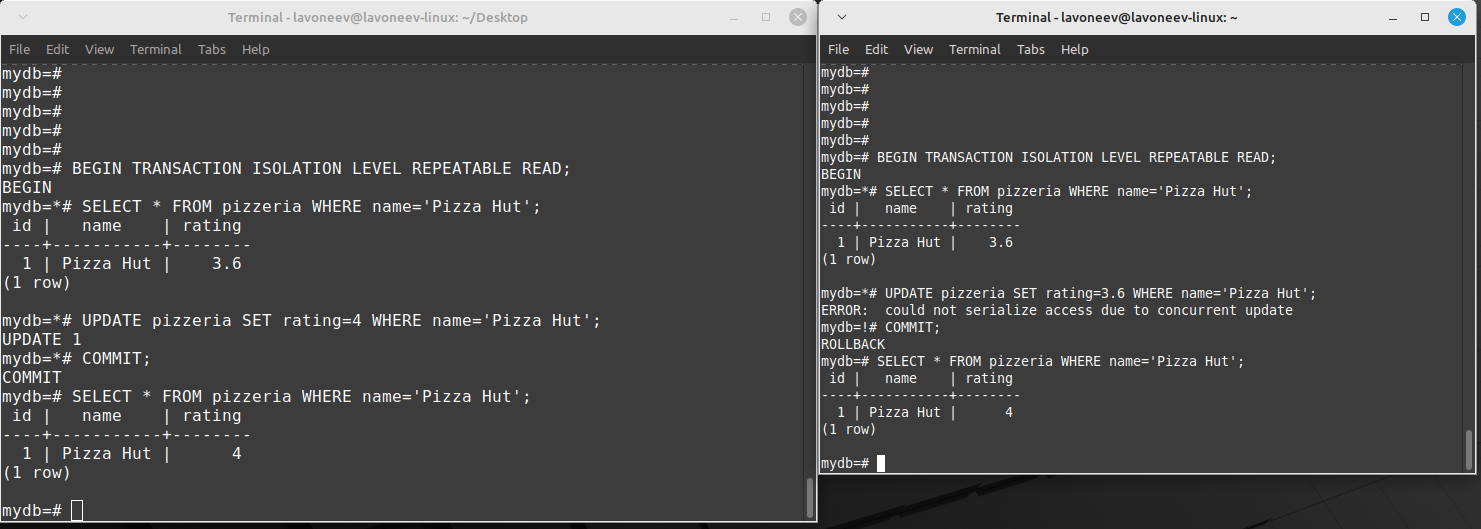 Terminal - lavoneev@lavoneev-linux: ~/Desktop
File Edit View Terminal Tabs Help
mydb=#
mydb=#
mydb=#
mydb=#
mydb=#
mydb=# BEGIN TRANSACTION ISOLATION LEVEL REPEATABLE READ;
BEGIN
mydb=*# SELECT * FROM pizzeria WHERE name='Pizza Hut';
 id |   name    | rating
----+-----------+--------
  1 | Pizza Hut |    3.6
(1 row)

mydb=*# UPDATE pizzeria SET rating=4 WHERE name='Pizza Hut';
UPDATE 1
mydb=*# COMMIT;
COMMIT
mydb=# SELECT * FROM pizzeria WHERE name='Pizza Hut';
 id |   name    | rating
----+-----------+--------
  1 | Pizza Hut |      4
(1 row)

mydb=#
Terminal - lavoneev@lavoneev-linux: ~
File Edit View Terminal Tabs Help
mydb=#
mydb=#
mydb=#
mydb=#
mydb=#
mydb=# BEGIN TRANSACTION ISOLATION LEVEL REPEATABLE READ;
BEGIN
mydb=*# SELECT * FROM pizzeria WHERE name='Pizza Hut';
 id |   name    | rating
----+-----------+--------
  1 | Pizza Hut |    3.6
(1 row)

mydb=*# UPDATE pizzeria SET rating=3.6 WHERE name='Pizza Hut';
ERROR:  could not serialize access due to concurrent update
mydb=!# COMMIT;
ROLLBACK
mydb=# SELECT * FROM pizzeria WHERE name='Pizza Hut';
 id |   name    | rating
----+-----------+--------
  1 | Pizza Hut |      4
(1 row)

mydb=#